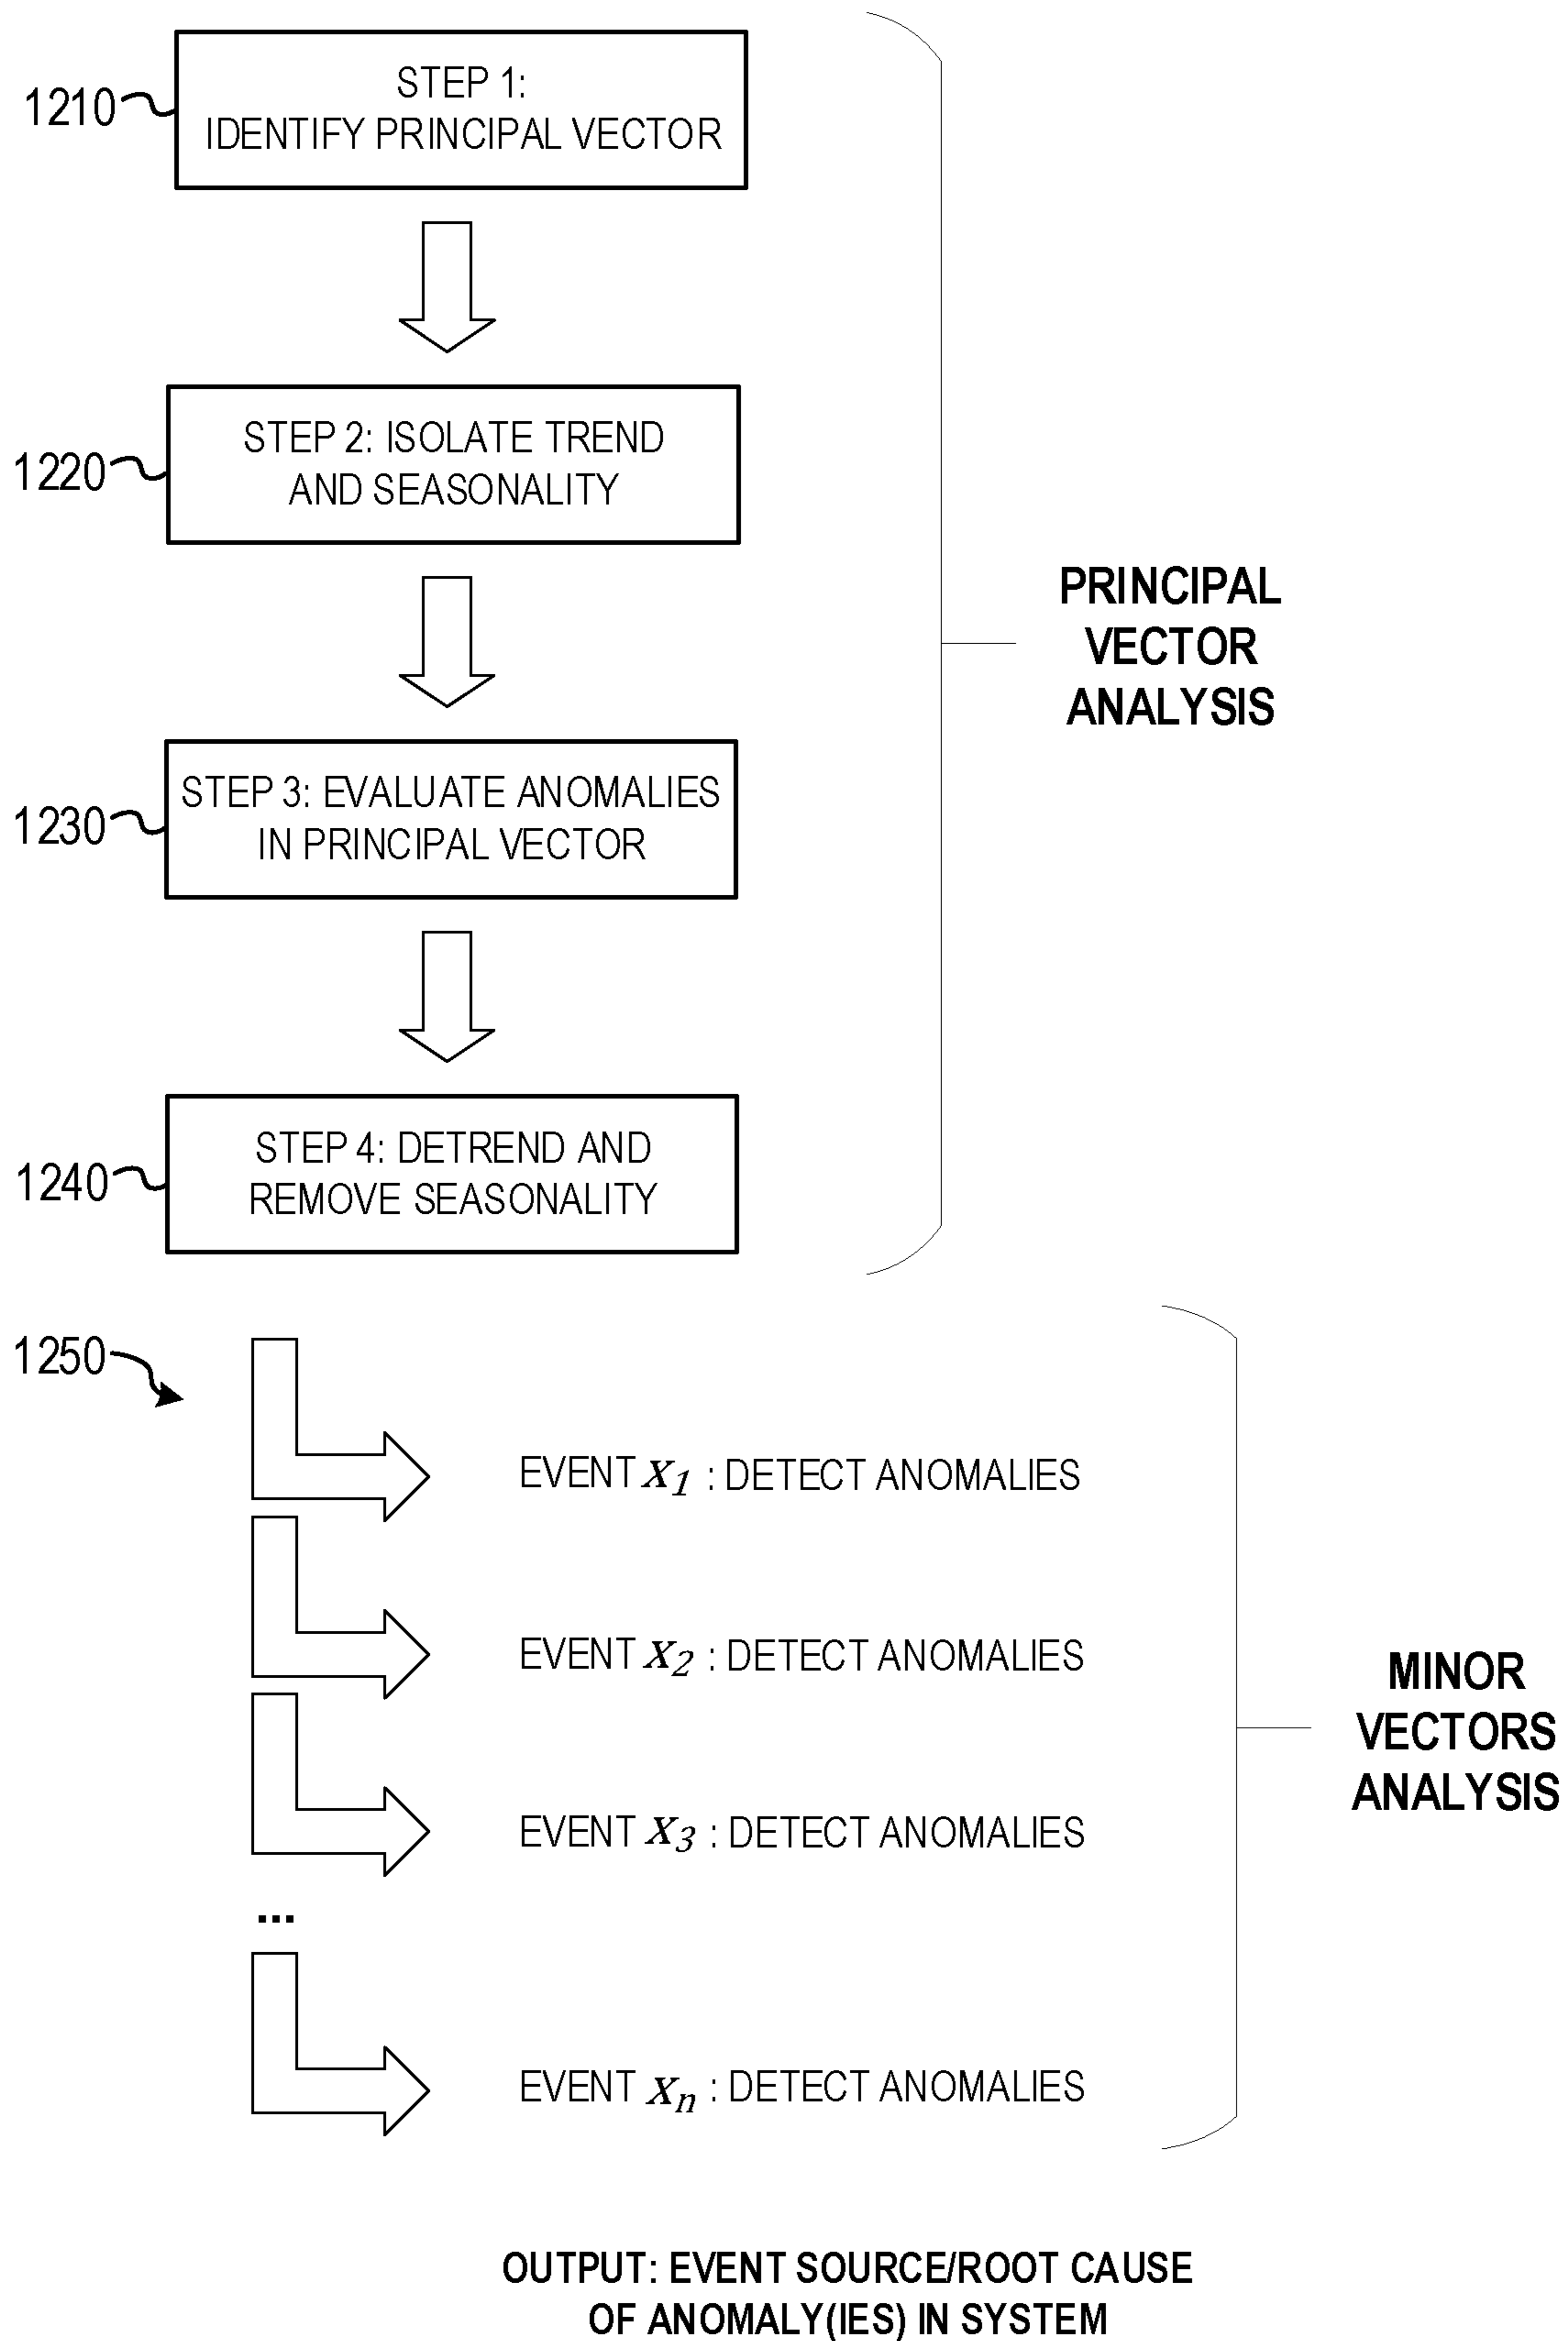 1210
STEP 1:
IDENTIFY PRINCIPAL VECTOR
1220
STEP 2: ISOLATE TREND
AND SEASONALITY
PRINCIPAL
VECTOR
ANALYSIS
1230
STEP 3: EVALUATE ANOMALIES
IN PRINCIPAL VECTOR
1240
STEP 4: DETREND AND
REMOVE SEASONALITY
1250
EVENT x1 : DETECT ANOMALIES
EVENT x2 : DETECT ANOMALIES
EVENT x3 : DETECT ANOMALIES
...
EVENT xn : DETECT ANOMALIES
MINOR
VECTORS
ANALYSIS
OUTPUT: EVENT SOURCE/ROOT CAUSE
OF ANOMALY(IES) IN SYSTEM